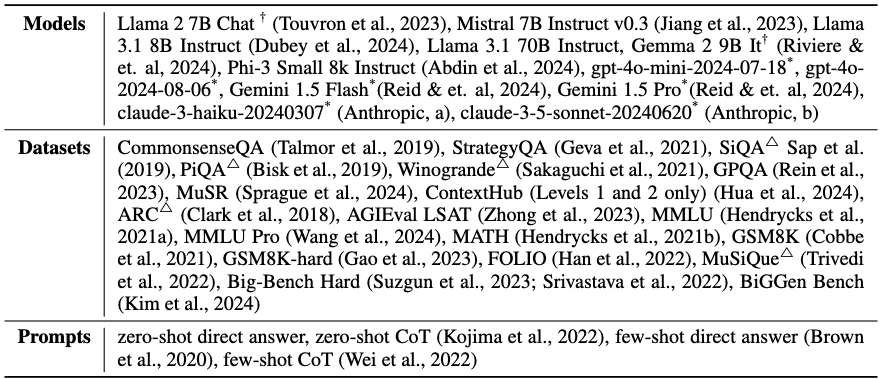 Models Llama 2 7B Chat † (Touvron et al., 2023), Mistral 7B Instruct v0.3 (Jiang et al., 2023), Llama
3.1 8B Instruct (Dubey et al., 2024), Llama 3.1 70B Instruct, Gemma 2 9B It† (Riviere &
et. al, 2024), Phi-3 Small 8k Instruct (Abdin et al., 2024), gpt-4o-mini-2024-07-18*, gpt-4o-
2024-08-06*, Gemini 1.5 Flash*(Reid & et. al, 2024), Gemini 1.5 Pro*(Reid & et. al, 2024),
claude-3-haiku-20240307* (Anthropic, a), claude-3-5-sonnet-20240620* (Anthropic, b)
Datasets CommonsenseQA (Talmor et al., 2019), StrategyQA (Geva et al., 2021), SiQA△ Sap et al.
(2019), PiQA△ (Bisk et al., 2019), Winogrande△ (Sakaguchi et al., 2021), GPQA (Rein et al.,
2023), MuSR (Sprague et al., 2024), ContextHub (Levels 1 and 2 only) (Hua et al., 2024),
ARC△ (Clark et al., 2018), AGIEval LSAT (Zhong et al., 2023), MMLU (Hendrycks et al.,
2021a), MMLU Pro (Wang et al., 2024), MATH (Hendrycks et al., 2021b), GSM8K (Cobbe
et al., 2021), GSM8K-hard (Gao et al., 2023), FOLIO (Han et al., 2022), MuSiQue△ (Trivedi
et al., 2022), Big-Bench Hard (Suzgun et al., 2023; Srivastava et al., 2022), BiGGen Bench
(Kim et al., 2024)
Prompts zero-shot direct answer, zero-shot CoT (Kojima et al., 2022), few-shot direct answer (Brown
et al., 2020), few-shot CoT (Wei et al., 2022)